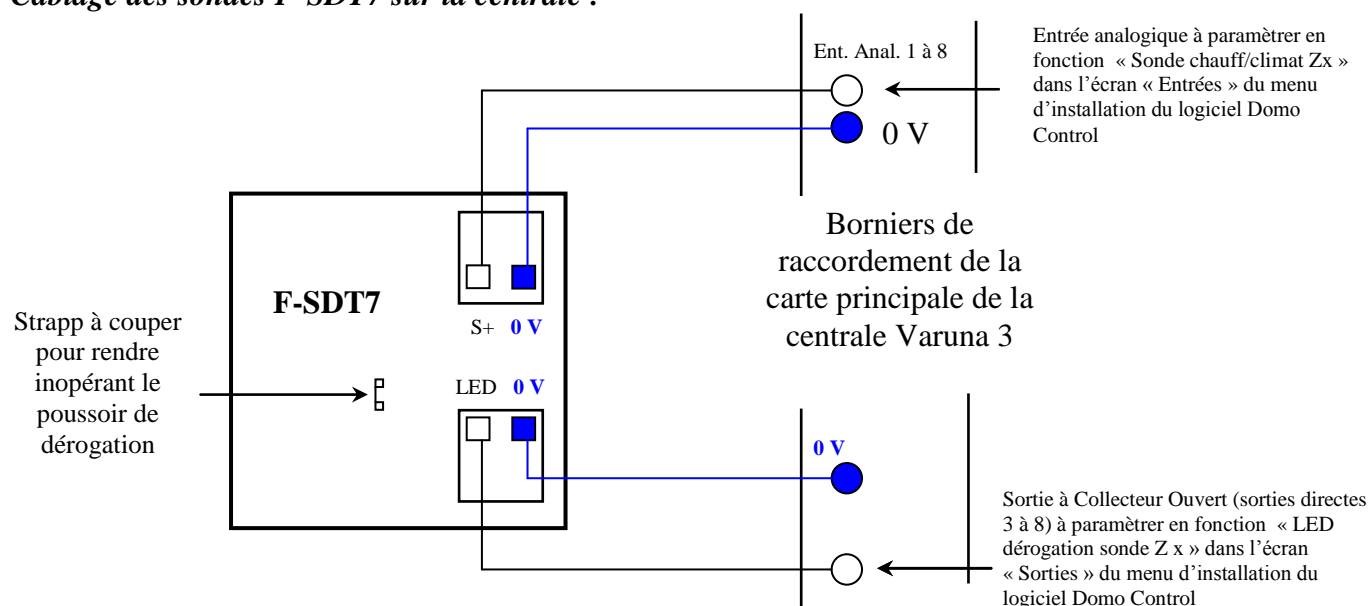 Câblage des sondes F-SDT7 sur la centrale :
Ent. Anal. 1 à 8
0 V
Entrée analogique à paramètrer en
fonction « Sonde chauff/climat Zx »
dans l'écran « Entrées » du menu
d'installation du logiciel Domo
Control
Borniers de
raccordement de la
carte principale de la
centrale Varuna 3
F-SDT7
S+ 0 V
LED 0 V
Strapp à couper
pour rendre
inopérant le
poussoir de
dérogation
0 V
Sortie à Collecteur Ouvert (sorties directes
3 à 8) à paramètrer en fonction « LED
dérogation sonde Z x » dans l'écran
« Sorties » du menu d'installation du
logiciel Domo Control